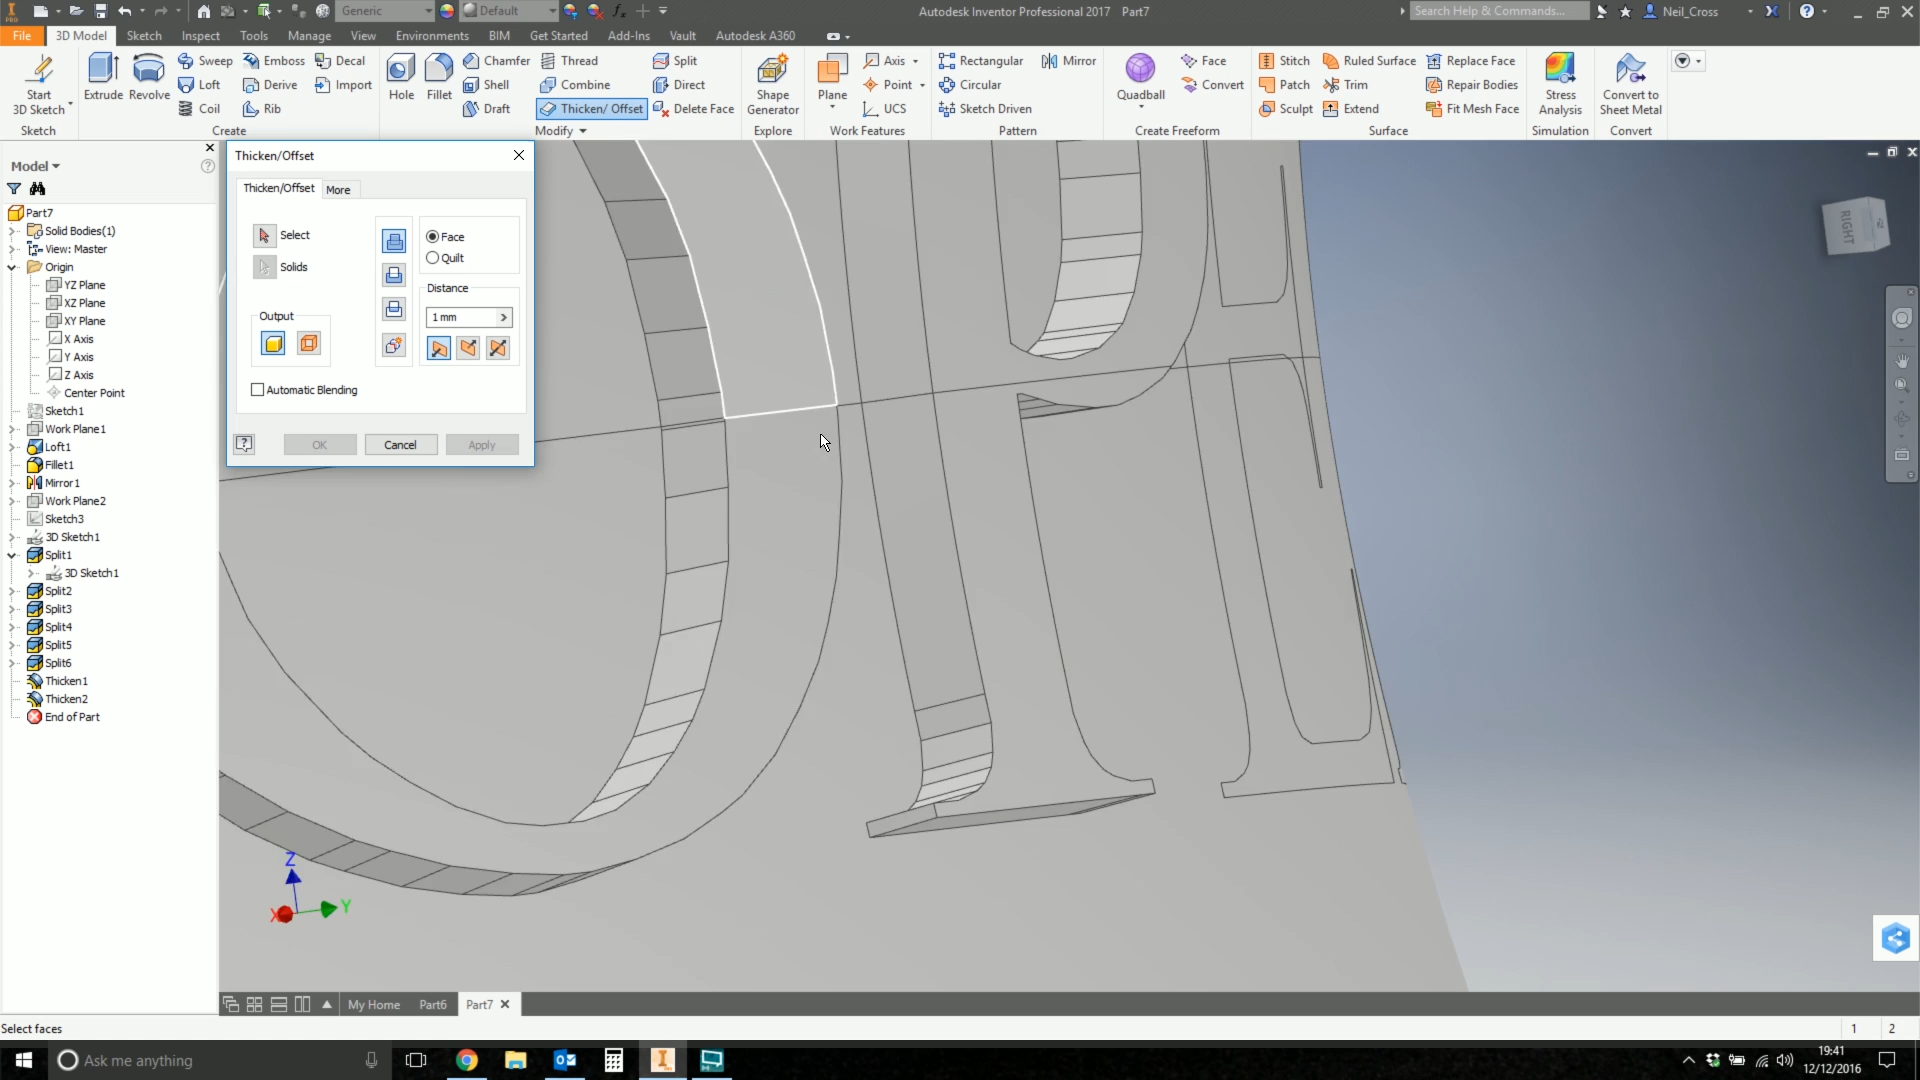 Generic
Default
Autodesk Inventor Professional 2017 Part7
Search Help & Commands...
Neil_Cross
File 3D Model Sketch Inspect Tools Manage View Environments BIM Get Started Add-Ins Vault Autodesk A360
Start
3D Sketch
Extrude
Revolve
Sweep
Loft
Coil
Emboss
Derive
Rib
Decal
Import
Hole
Fillet
Chamfer
Shell
Draft
Thread
Combine
Thicken/ Offset
Split
Direct
Delete Face
Shape
Generator
Plane
Axis
Point
UCS
Rectangular
Circular
Sketch Driven
Mirror
Quadball
Face
Convert
Stitch
Patch
Sculpt
Ruled Surface
Trim
Extend
Replace Face
Repair Bodies
Fit Mesh Face
Stress
Analysis
Convert to
Sheet Metal
Sketch Create Modify Explore Work Features Pattern Create Freeform Surface Simulation Convert
Model
Part7
Solid Bodies(1)
View: Master
Origin
YZ Plane
XZ Plane
XY Plane
X Axis
Y Axis
Z Axis
Center Point
Sketch1
Work Plane1
Loft1
Fillet1
Mirror1
Work Plane2
Sketch3
3D Sketch1
Split1
3D Sketch1
Split2
Split3
Split4
Split5
Split6
Thicken1
Thicken2
End of Part
Thicken/Offset
Thicken/Offset More
Select
Solids
Face
Quilt
Distance
1 mm
Output
Automatic Blending
OK Cancel Apply
RIGHT
Z
X
Y
My Home Part6 Part7
Select faces
1 2
Ask me anything
19:41
12/12/2016